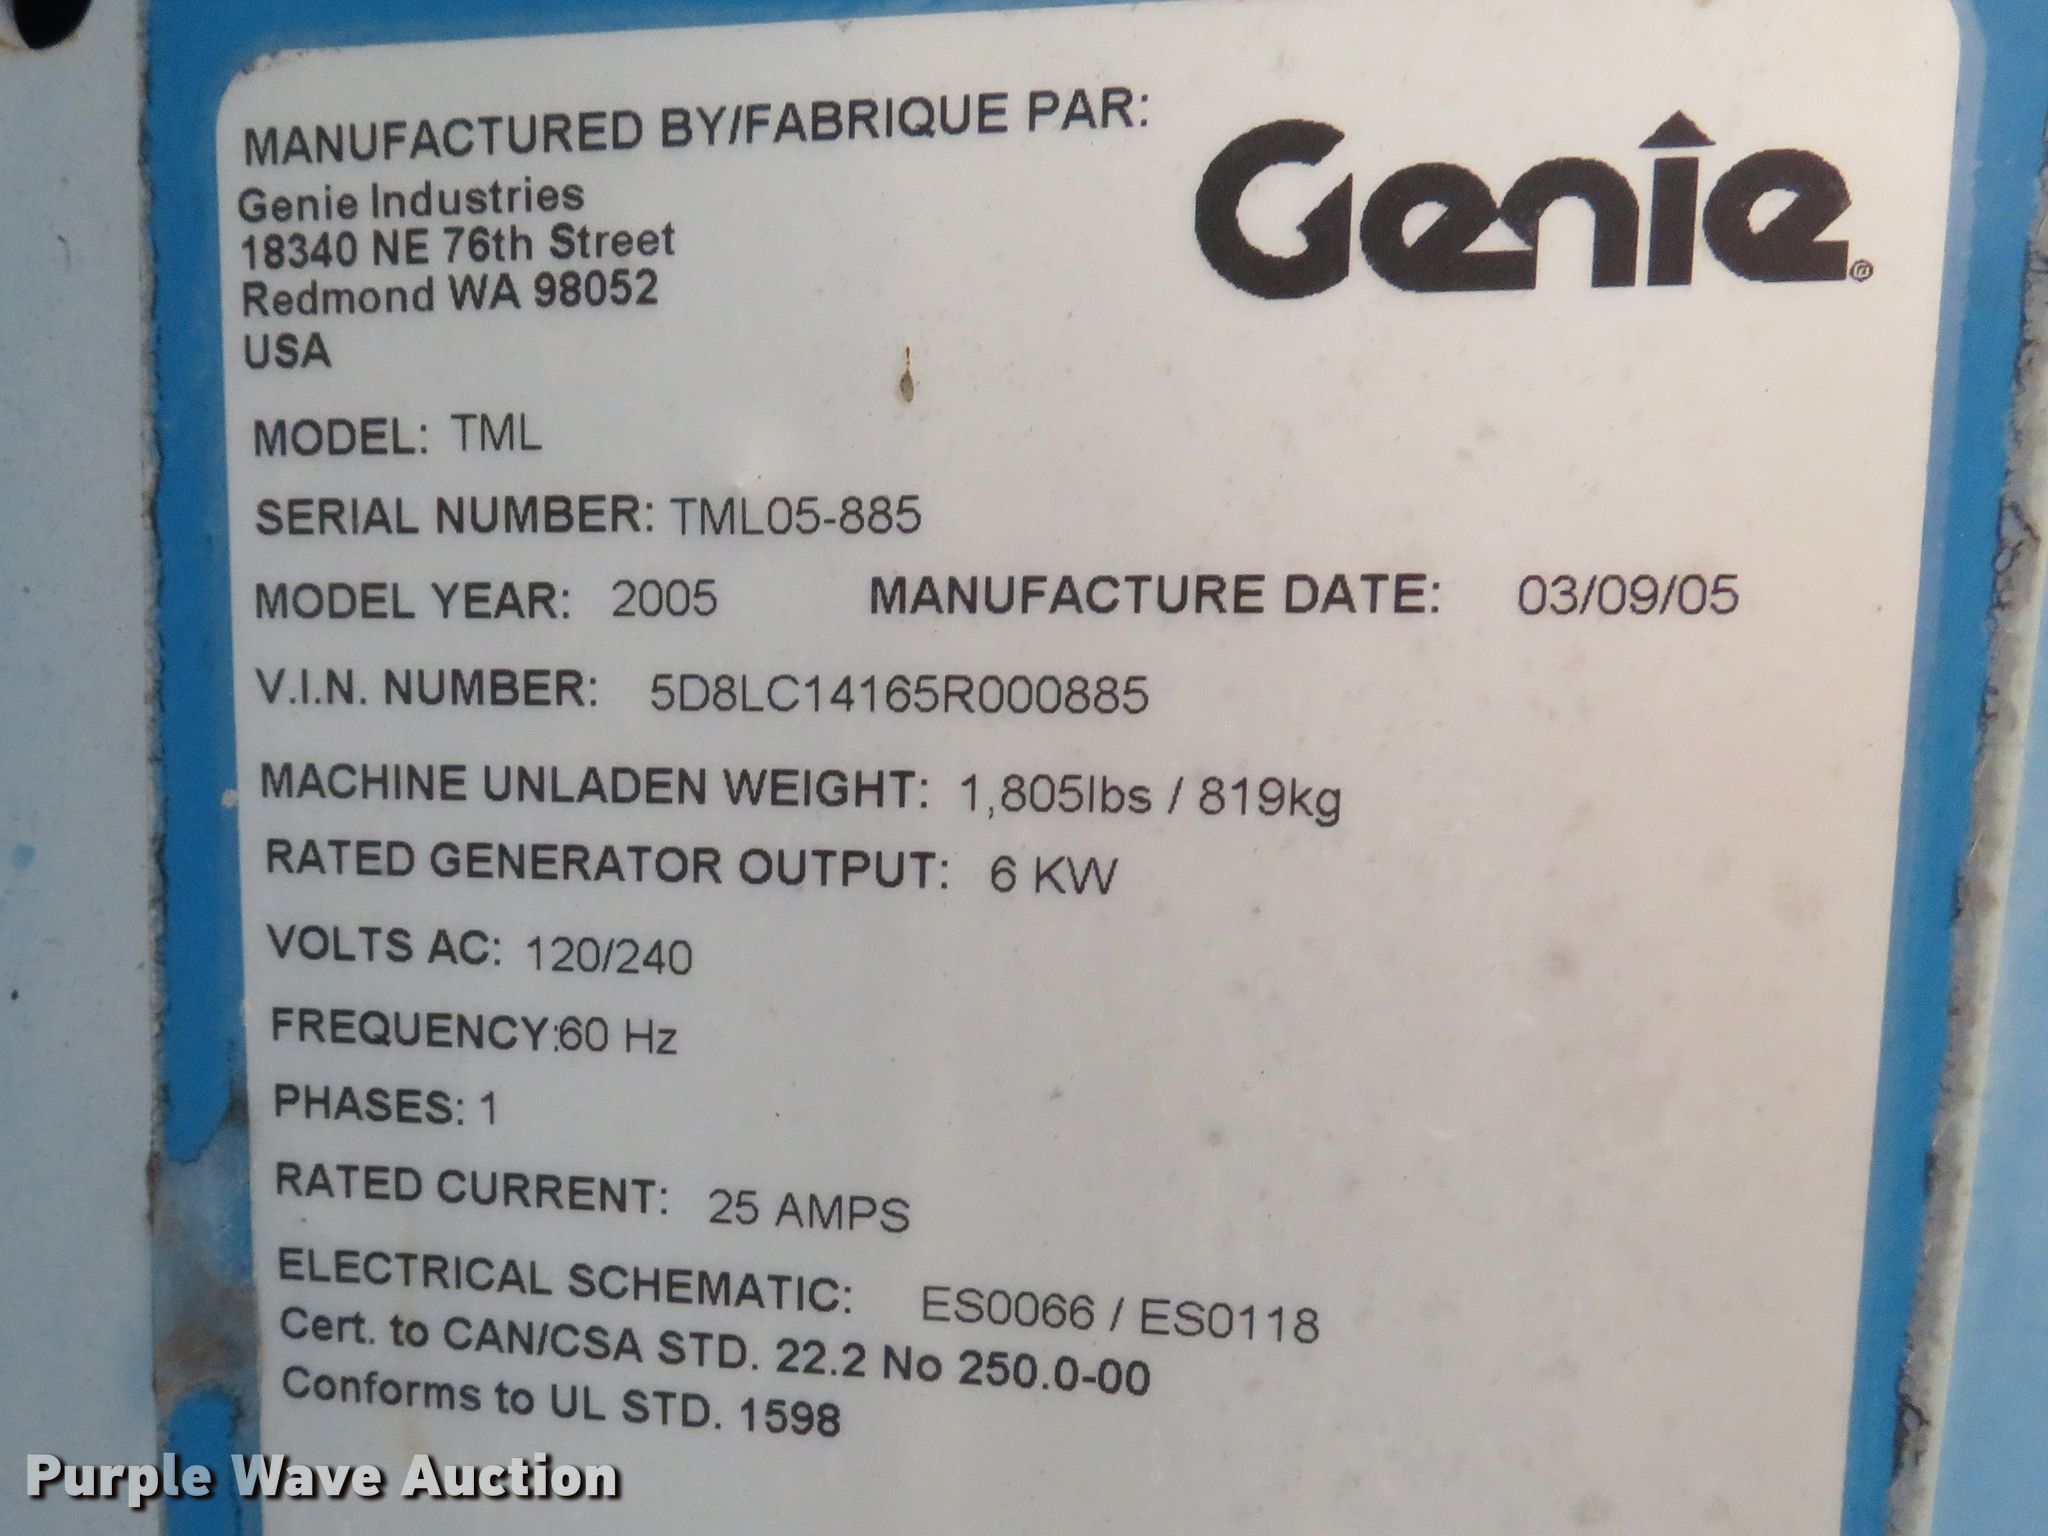 MANUFACTURED BY/FABRIQUE PAR:
Genie®
Genie Industries
18340 NE 76th Street
Redmond WA 98052
USA
MODEL: TML
SERIAL NUMBER: TML05-885
MODEL YEAR: 2005 MANUFACTURE DATE: 03/09/05
V.I.N. NUMBER: 5D8LC14165R000885
MACHINE UNLADEN WEIGHT: 1,805lbs / 819kg
RATED GENERATOR OUTPUT: 6 KW
VOLTS AC: 120/240
FREQUENCY:60 Hz
PHASES: 1
RATED CURRENT: 25 AMPS
ELECTRICAL SCHEMATIC: ES0066 / ES0118
Cert. to CAN/CSA STD. 22.2 No 250.0-00
Conforms to UL STD. 1598
Purple Wave Auction